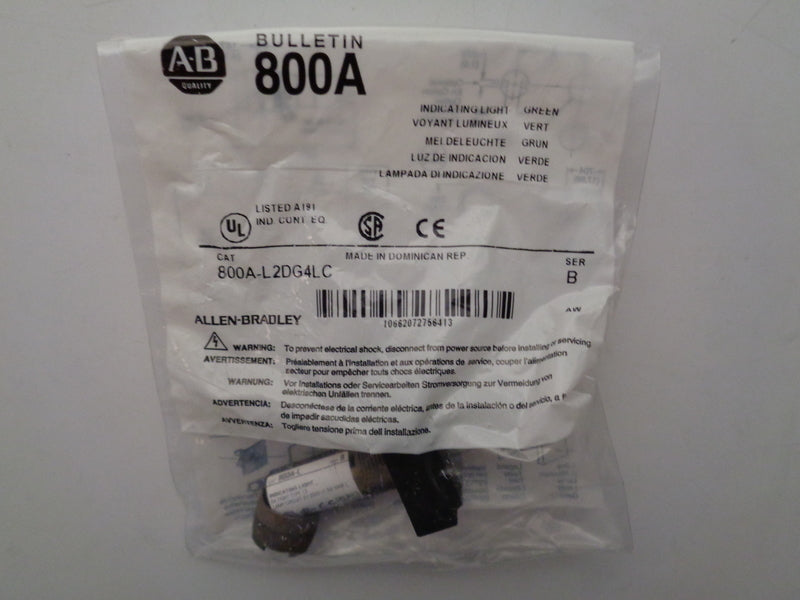 A-B
QUALITY
BULLETIN
800A
INDICATING LIGHT GREEN
VOYANT LUMINEUX VERT
MELDELEUCHTE GRUN
LUZ DE INDICACION VERDE
LAMPADA DI INDICAZIONE VERDE
UL
LISTED A191
IND. CONT. EQ.
SA
CE
CAT
MADE IN DOMINICAN REP.
SER
800A-L2DG4LC
B
AW
ALLEN-BRADLEY
10662072756413
WARNING: To prevent electrical shock, disconnect from power source before installing or servicing.
AVERTISSEMENT: Préalablement à l'installation et aux opérations de service, couper l'alimentation
secteur pour empêcher touts chocs électriques.
WARNUNG: Vor Installations oder Servicearbeiten Stromversorgung zur Vermeidung von
elektrischen Unfällen trennen.
ADVERTENCIA: Desconéctese de la corriente eléctrica, antes de la instalación o del servicio, a fin
de impedir sacudidas eléctricas.
AVVERTENZA: Togliere tensione prima dell installazione.
INDICATING LIGHT